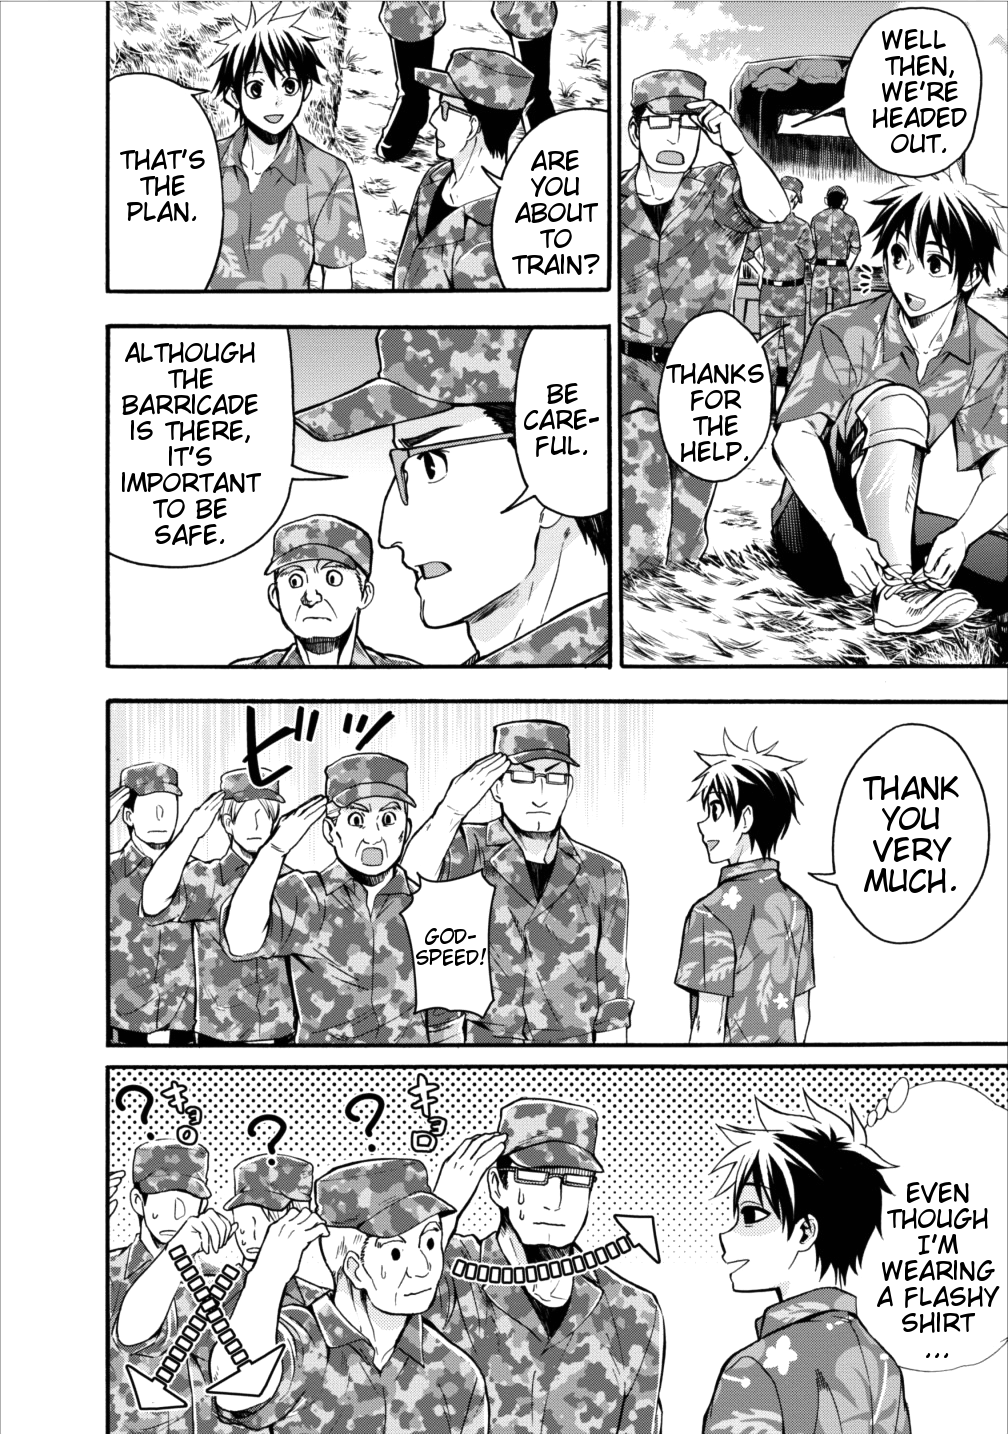 WELL
THEN,
WE'RE
HEADED
OUT.
THANKS
FOR
THE
HELP.
ARE
YOU
ABOUT
TO
TRAIN?
THAT'S
THE
PLAN.
BE
CARE-
FUL.
ALTHOUGH
THE
BARRICADE
IS THERE,
IT'S
IMPORTANT
TO BE
SAFE.
THANK
YOU
VERY
MUCH.
ビッ
GOD-
SPEED!
EVEN
THOUGH
I'M
WEARING
A FLASHY
SHIRT
...
キョロ
?
?
キョロ
?